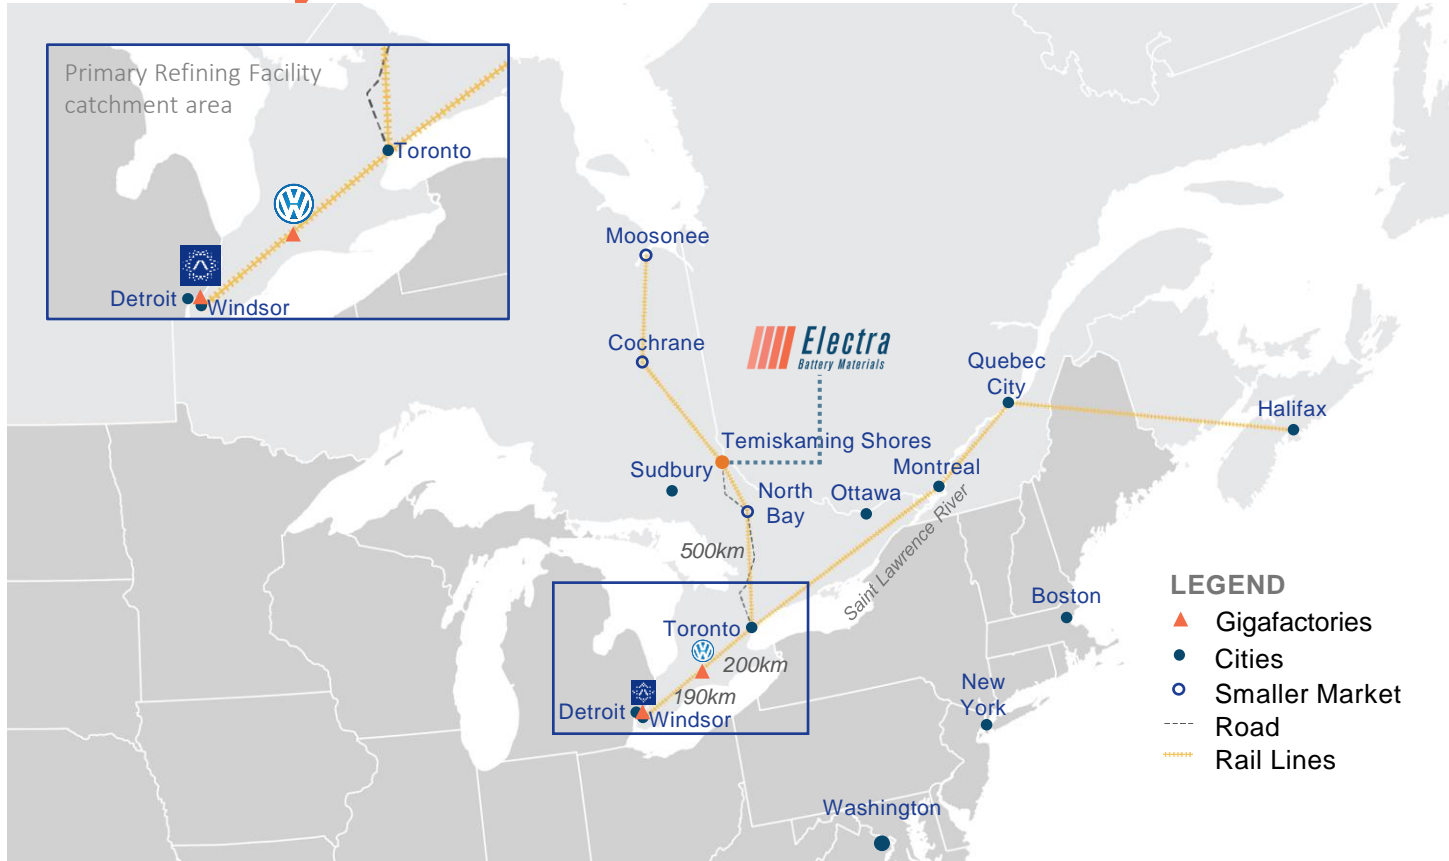 Primary Refining Facility
catchment area
Toronto
Detroit
Windsor
Moosonee
Cochrane
Electra
Battery Materials
Quebec
City
Halifax
Temiskaming Shores
Sudbury
Montreal
North
Bay
Ottawa
500km
Saint Lawrence River
Toronto
200km
190km
Detroit
Windsor
Boston
New
York
Washington
LEGEND
Gigafactories
Cities
Smaller Market
Road
Rail Lines